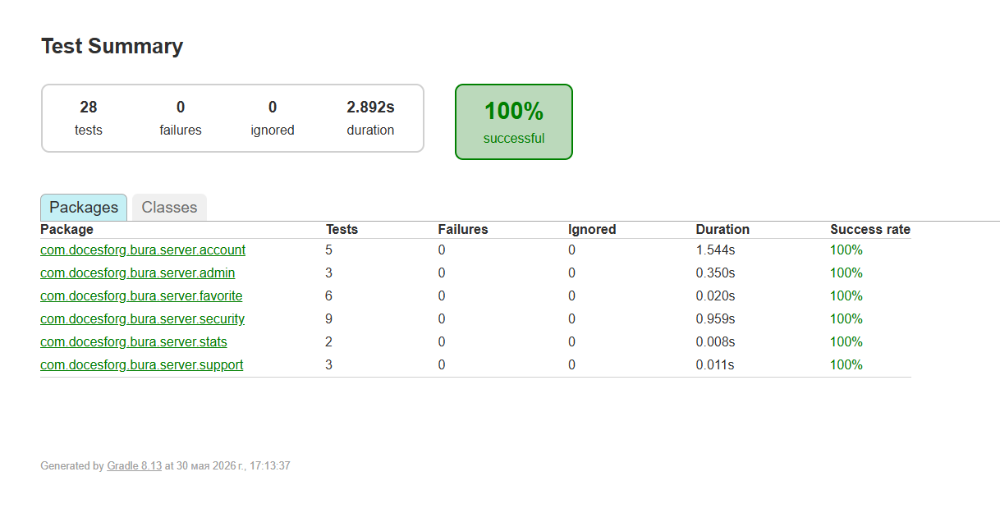 Test Summary
28 0 0 2.892s
tests failures ignored duration
100%
successful
Packages Classes
Package Tests Failures Ignored Duration Success rate
com.docesforg.bura.server.account 5 0 0 1.544s 100%
com.docesforg.bura.server.admin 3 0 0 0.350s 100%
com.docesforg.bura.server.favorite 6 0 0 0.020s 100%
com.docesforg.bura.server.security 9 0 0 0.959s 100%
com.docesforg.bura.server.stats 2 0 0 0.008s 100%
com.docesforg.bura.server.support 3 0 0 0.011s 100%
Generated by Gradle 8.13 at 30 мая 2026 г., 17:13:37